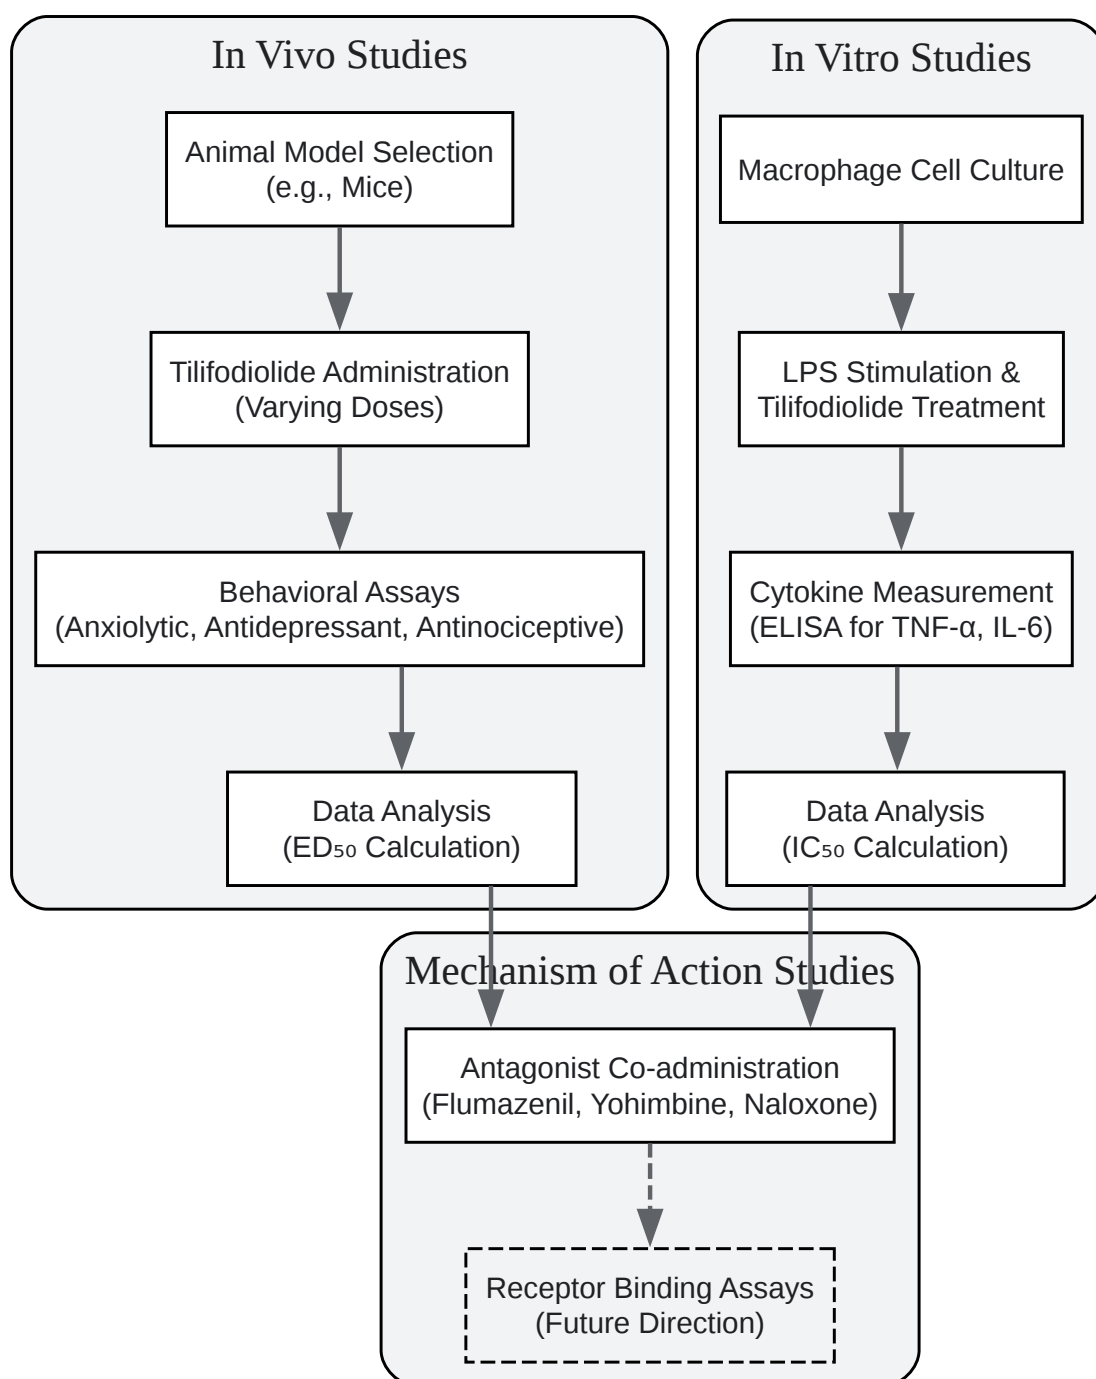 In Vivo Studies
Animal Model Selection
(e.g., Mice)
Tilifodiolide Administration
(Varying Doses)
Behavioral Assays
(Anxiolytic, Antidepressant, Antinociceptive)
Data Analysis
(ED₅₀ Calculation)
In Vitro Studies
Macrophage Cell Culture
LPS Stimulation &
Tilifodiolide Treatment
Cytokine Measurement
(ELISA for TNF-α, IL-6)
Data Analysis
(IC₅₀ Calculation)
Mechanism of Action Studies
Antagonist Co-administration
(Flumazenil, Yohimbine, Naloxone)
Receptor Binding Assays
(Future Direction)